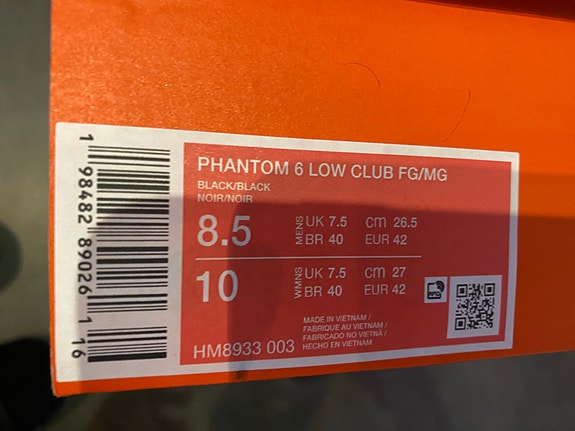 PHANTOM 6 LOW CLUB FG/MG
BLACK/BLACK
NOIR/NOIR
8.5 MENS UK 7.5 cm 26.5
BR 40 EUR 42
10 WMNS UK 7.5 cm 27
BR 40 EUR 42
MADE IN VIETNAM /
FABRIQUE AU VIETNAM /
FABRICADO NO VIETNÃ /
HECHO EN VIETNAM
HM8933 003
1 98482 89026 1 16